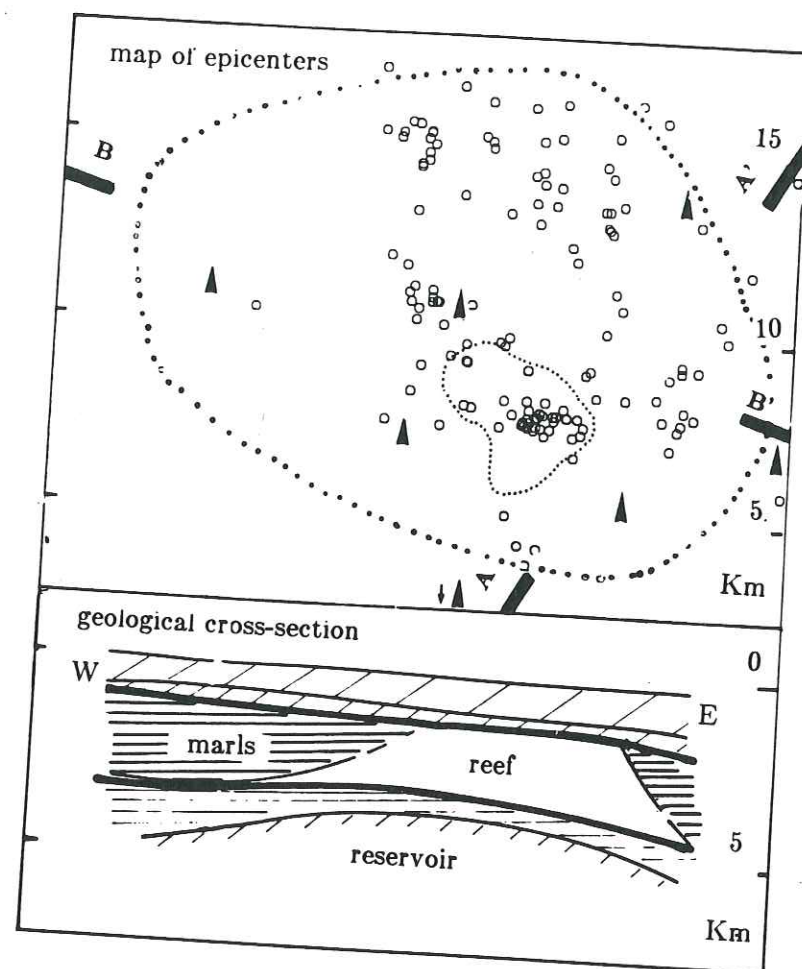 map of epicenters
B
15
A'
10
B'
5
A
Km
geological cross-section
0
W
E
marls
reef
5
reservoir
Km